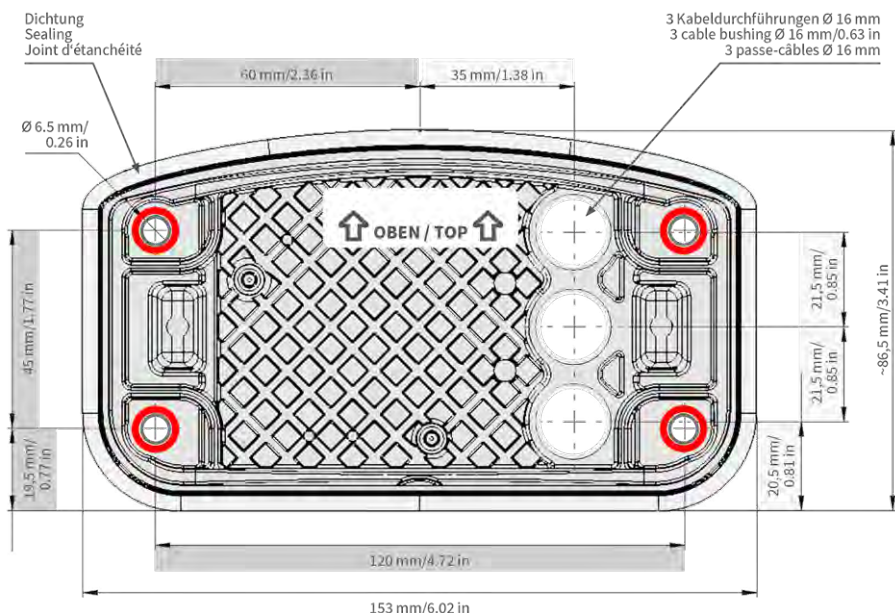 Dichtung
Sealing
Joint d'étanchéité
3 Kabeldurchführungen Ø 16 mm
3 cable bushing Ø 16 mm/0.63 in
3 passe-câbles Ø 16 mm
60 mm/2.36 in
35 mm/1.38 in
Ø 6.5 mm/
0.26 in
OBEN / TOP
45 mm/1.77 in
21,5 mm/
0.85 in
21,5 mm/
0.85 in
~86,5 mm/3.41 in
19,5 mm/
0.77 in
20,5 mm/
0.81 in
120 mm/4.72 in
153 mm/6.02 in